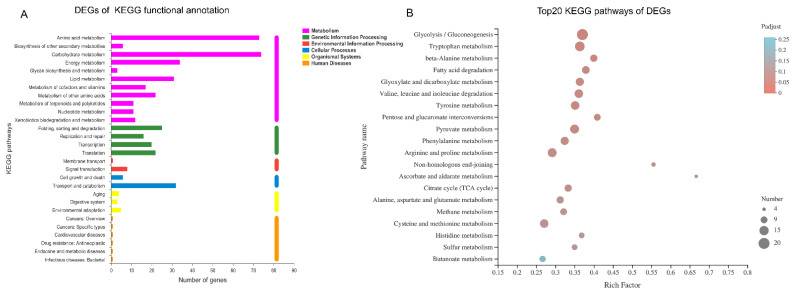 DEGs of KEGG functional annotation
A
Amino acid metabolism
Biosynthesis of other secondary metabolites
Carbohydrate metabolism
Energy metabolism
Glycan biosynthesis and metabolism
Lipid metabolism
Metabolism of cofactors and vitamins
Metabolism of other amino acids
Metabolism of terpenoids and polyketides
Nucleotide metabolism
Xenobiotics biodegradation and metabolism
Folding, sorting and degradation
Replication and repair
Transcription
Translation
Membrane transport
Signal transduction
Cell growth and death
Transport and catabolism
Aging
Digestive system
Environmental adaptation
Cancers: Overview
Cancers: Specific types
Cardiovascular diseases
Drug resistance: Antineoplastic
Endocrine and metabolic diseases
Infectious diseases: Bacterial
KEGG pathways
0 10 20 30 40 50 60 70 80 90
Number of genes
Metabolism
Genetic Information Processing
Environmental Information Processing
Cellular Processes
Organismal Systems
Human Diseases
B
Top20 KEGG pathways of DEGs
Glycolysis / Gluconeogenesis
Tryptophan metabolism
beta-Alanine metabolism
Fatty acid degradation
Glyoxylate and dicarboxylate metabolism
Valine, leucine and isoleucine degradation
Tyrosine metabolism
Pentose and glucuronate interconversions
Pyruvate metabolism
Phenylalanine metabolism
Arginine and proline metabolism
Non-homologous end-joining
Ascorbate and aldarate metabolism
Citrate cycle (TCA cycle)
Alanine, aspartate and glutamate metabolism
Methane metabolism
Cysteine and methionine metabolism
Histidine metabolism
Sulfur metabolism
Butanoate metabolism
Pathway name
0.15 0.2 0.25 0.3 0.35 0.4 0.45 0.5 0.55 0.6 0.65 0.7 0.75 0.8
Rich Factor
Padjust
0.25
0.2
0.15
0.1
0.05
0
Number
4
9
15
20